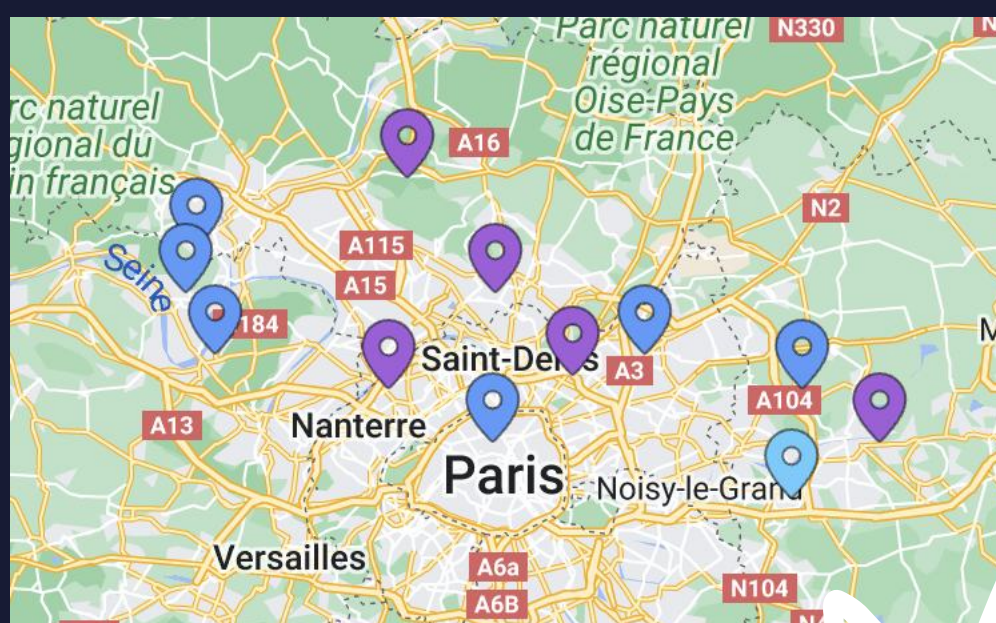 Parc naturel
régional
Oise-Pays
de France
N330
rc naturel
gional du
in français
A16
N2
Seine
A115
A15
184
Saint-Denis
A3
A13
Nanterre
A104
Paris
Noisy-le-Grand
Versailles
A6a
A6B
N104